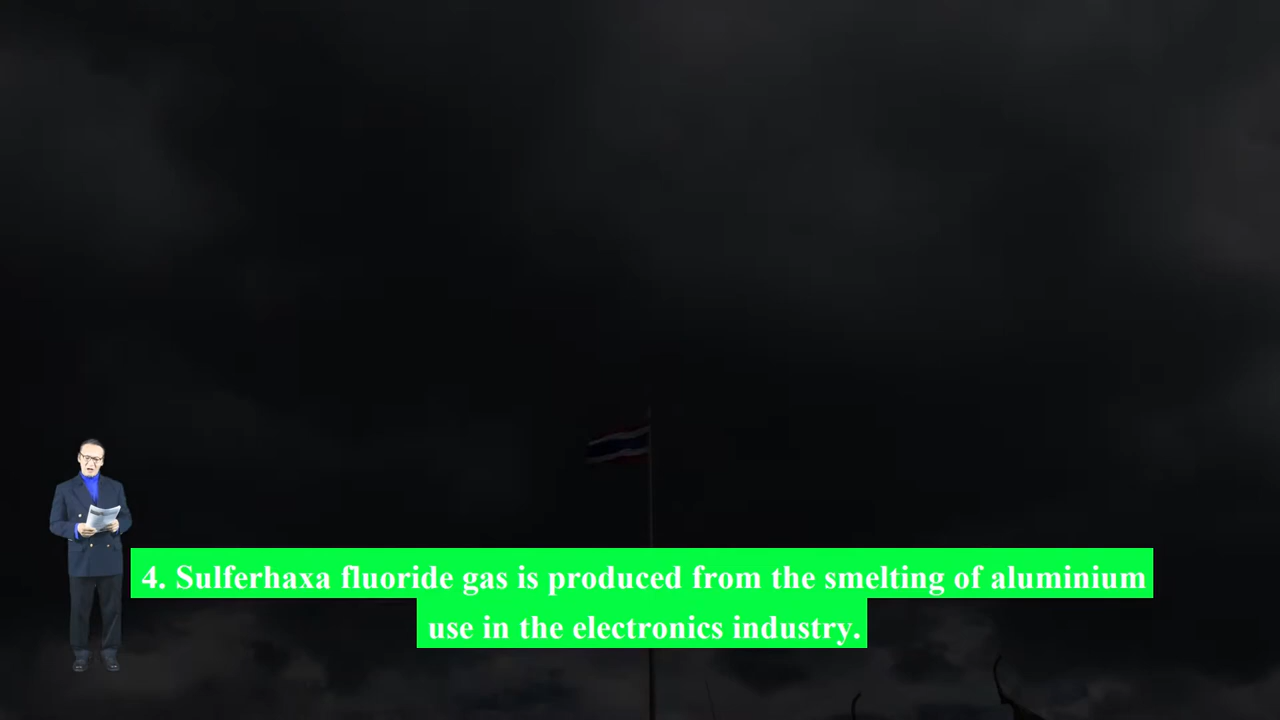 4. Sulferhaxa fluoride gas is produced from the smelting of aluminium
use in the electronics industry.